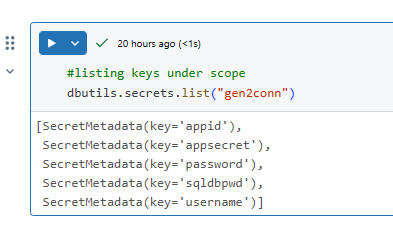 20 hours ago (<1s)
#listing keys under scope
dbutils.secrets.list("gen2conn")
[SecretMetadata(key='appid'),
 SecretMetadata(key='appsecret'),
 SecretMetadata(key='password'),
 SecretMetadata(key='sqldbpwd'),
 SecretMetadata(key='username')]